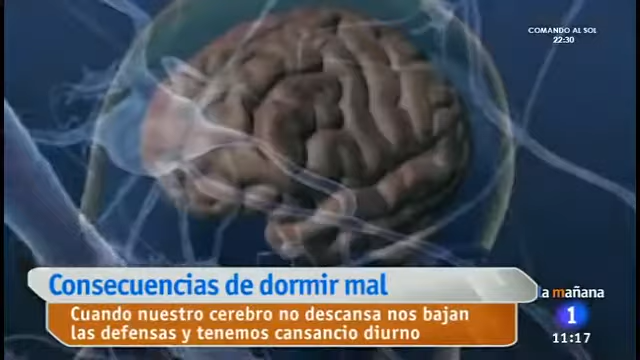 COMANDO AL SOL
22:30
Consecuencias de dormir mal
Cuando nuestro cerebro no descansa nos bajan
las defensas y tenemos cansancio diurno
la mañana
1
11:17